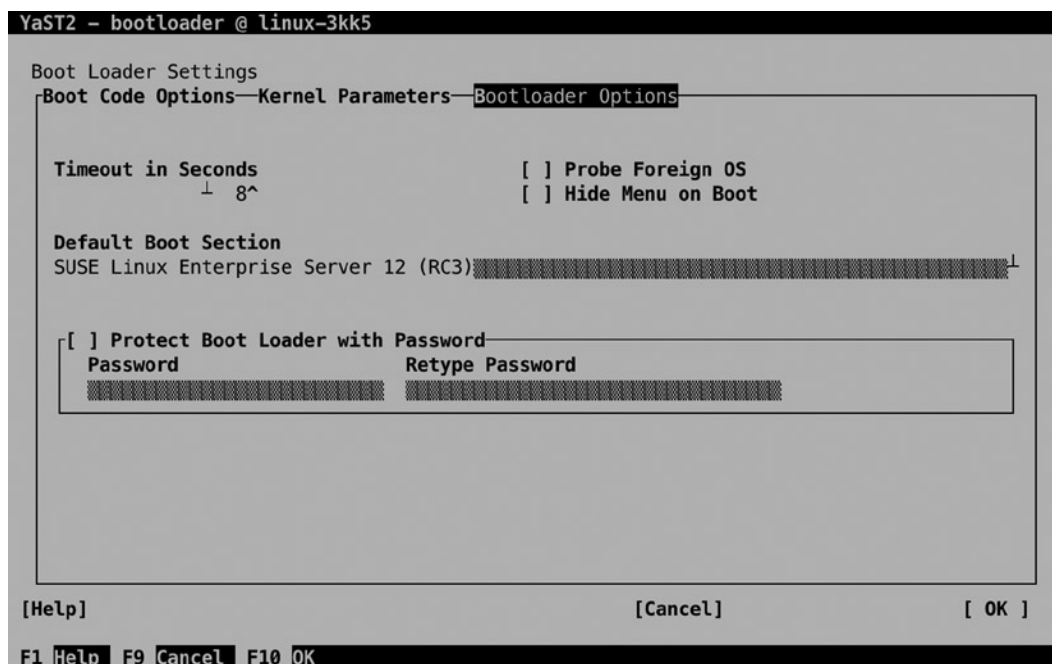 YaST2 – bootloader @ linux–3kk5
Boot Loader Settings
Boot Code Options Kernel Parameters Bootloader Options
Timeout in Seconds [ ] Probe Foreign OS
8^ [ ] Hide Menu on Boot
Default Boot Section
SUSE Linux Enterprise Server 12 (RC3)
[ ] Protect Boot Loader with Password
Password Retype Password
[Help] [Cancel] [ OK ]
F1 Help F9 Cancel F10 OK